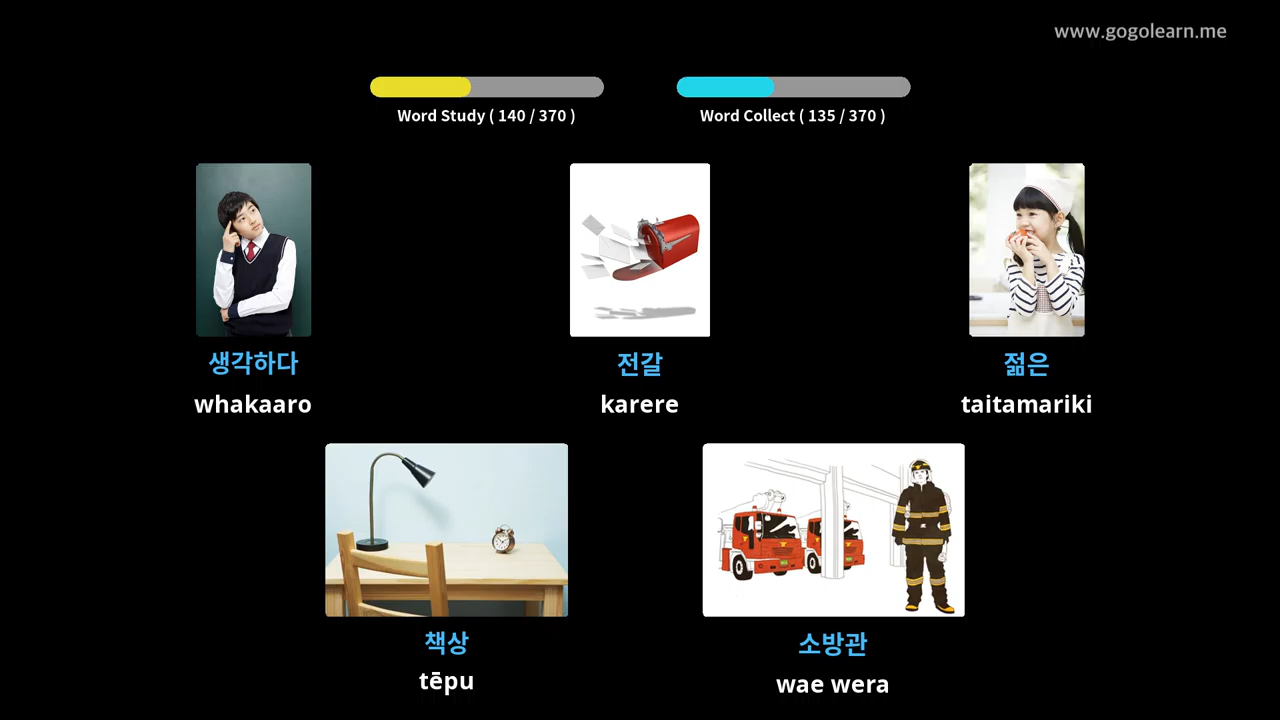 www.gogolearn.me
Word Study ( 140 / 370 )
Word Collect ( 135 / 370 )
생각하다
whakaaro
전갈
karere
젊은
taitamariki
책상
tēpu
소방관
wae wera